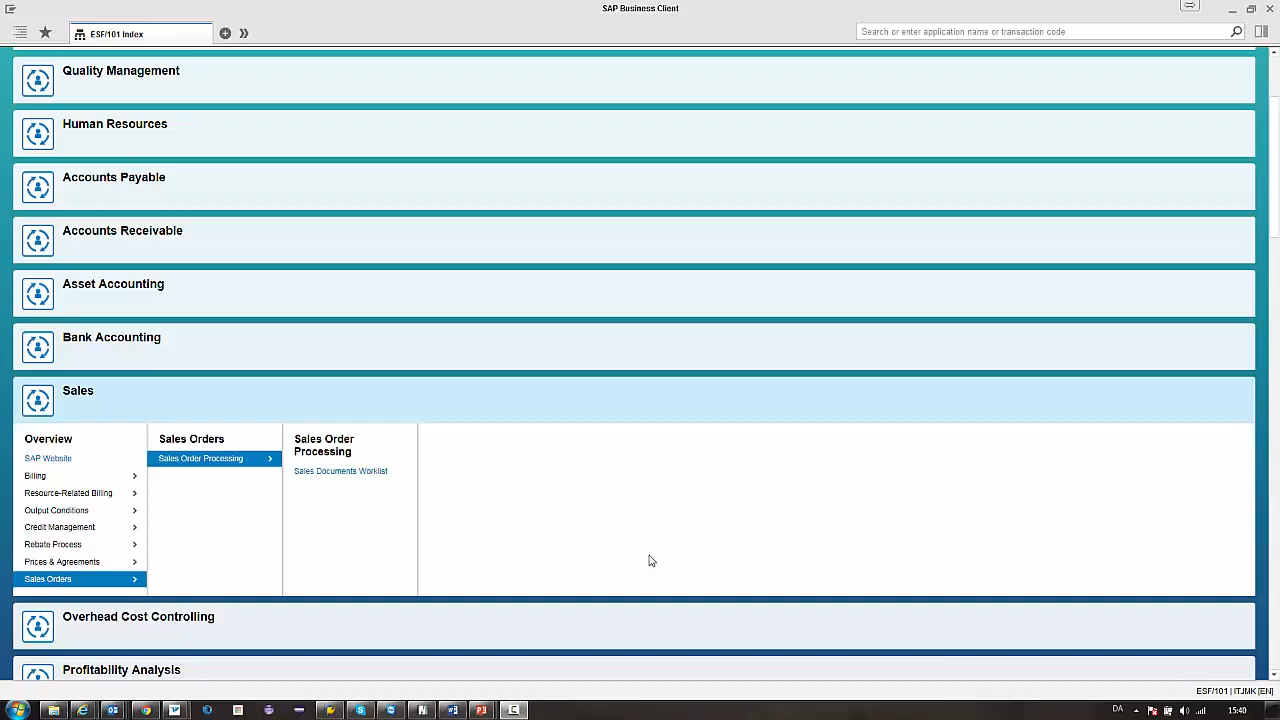 SAP Business Client
ESF/101 Index
Search or enter application name or transaction code
Quality Management
Human Resources
Accounts Payable
Accounts Receivable
Asset Accounting
Bank Accounting
Sales
Overview
SAP Website
Billing
Resource-Related Billing
Output Conditions
Credit Management
Rebate Process
Prices & Agreements
Sales Orders
Sales Orders
Sales Order Processing
Sales Order
Processing
Sales Documents Worklist
Overhead Cost Controlling
Profitability Analysis
ESF/101 | ITJMK [EN]
DA
15:40